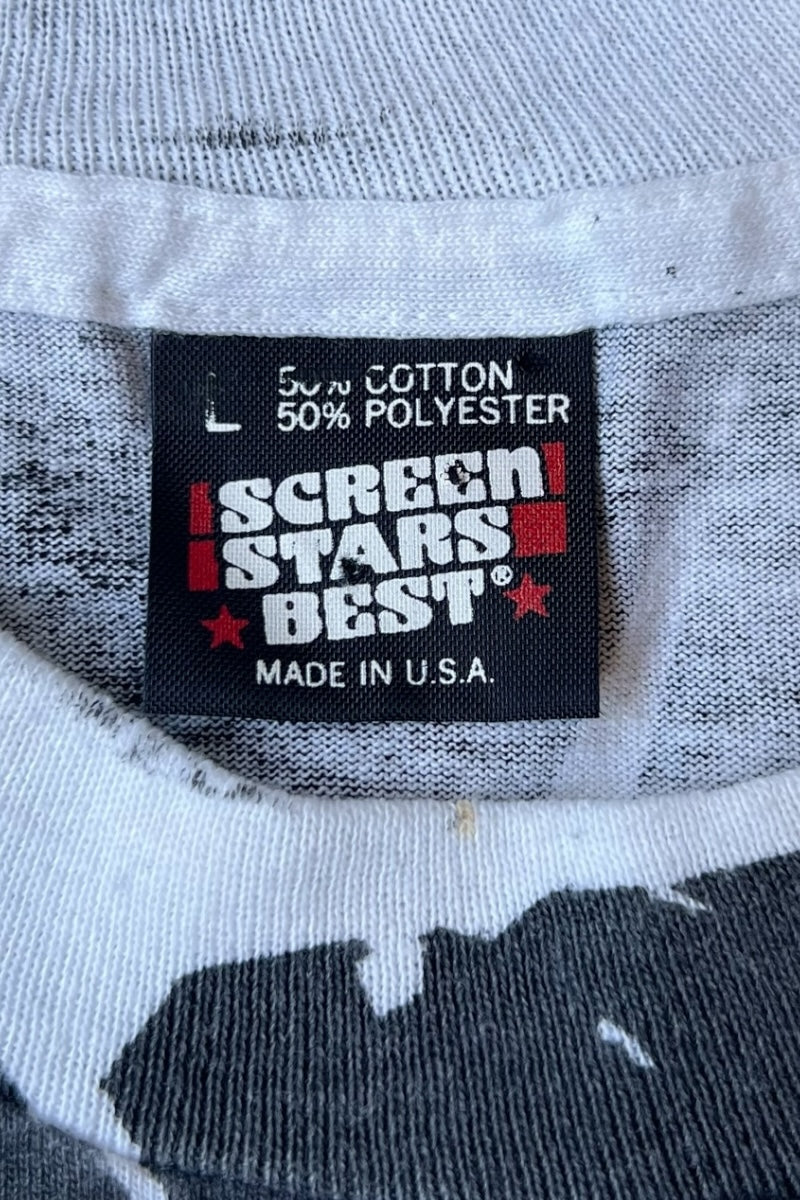 L
50% COTTON
50% POLYESTER
SCREEN
STARS
BEST®
MADE IN U.S.A.